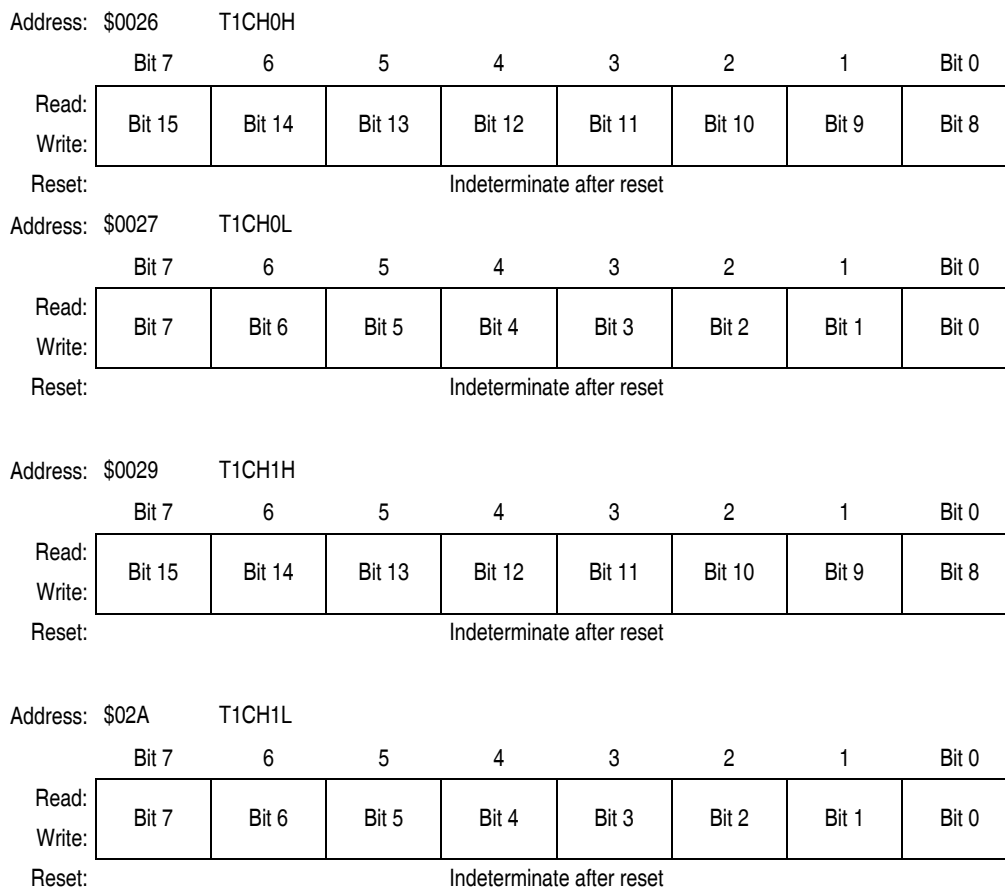 Address: $0026 T1CH0H
Bit 7 6 5 4 3 2 1 Bit 0
Read:
Bit 15 Bit 14 Bit 13 Bit 12 Bit 11 Bit 10 Bit 9 Bit 8
Write:
Reset: Indeterminate after reset
Address: $0027 T1CH0L
Bit 7 6 5 4 3 2 1 Bit 0
Read:
Bit 7 Bit 6 Bit 5 Bit 4 Bit 3 Bit 2 Bit 1 Bit 0
Write:
Reset: Indeterminate after reset
Address: $0029 T1CH1H
Bit 7 6 5 4 3 2 1 Bit 0
Read:
Bit 15 Bit 14 Bit 13 Bit 12 Bit 11 Bit 10 Bit 9 Bit 8
Write:
Reset: Indeterminate after reset
Address: $02A T1CH1L
Bit 7 6 5 4 3 2 1 Bit 0
Read:
Bit 7 Bit 6 Bit 5 Bit 4 Bit 3 Bit 2 Bit 1 Bit 0
Write:
Reset: Indeterminate after reset